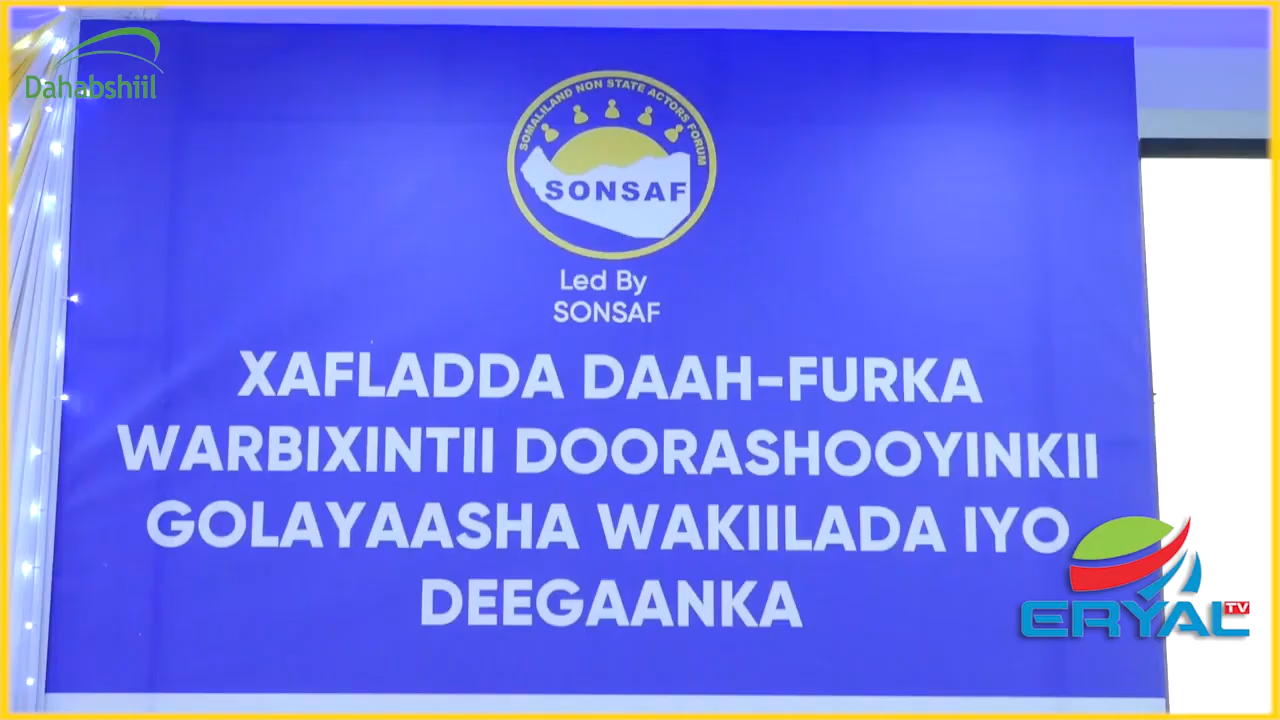 Dahabshiil
SOMALILAND NON STATE ACTORS FORUM
SONSAF
Led By
SONSAF
XAFLADDA DAAH-FURKA
WARBIXINTII DOORASHOOYINKII
GOLAYAASHA WAKIILADA IYO
DEEGAANKA
ERYAL TV